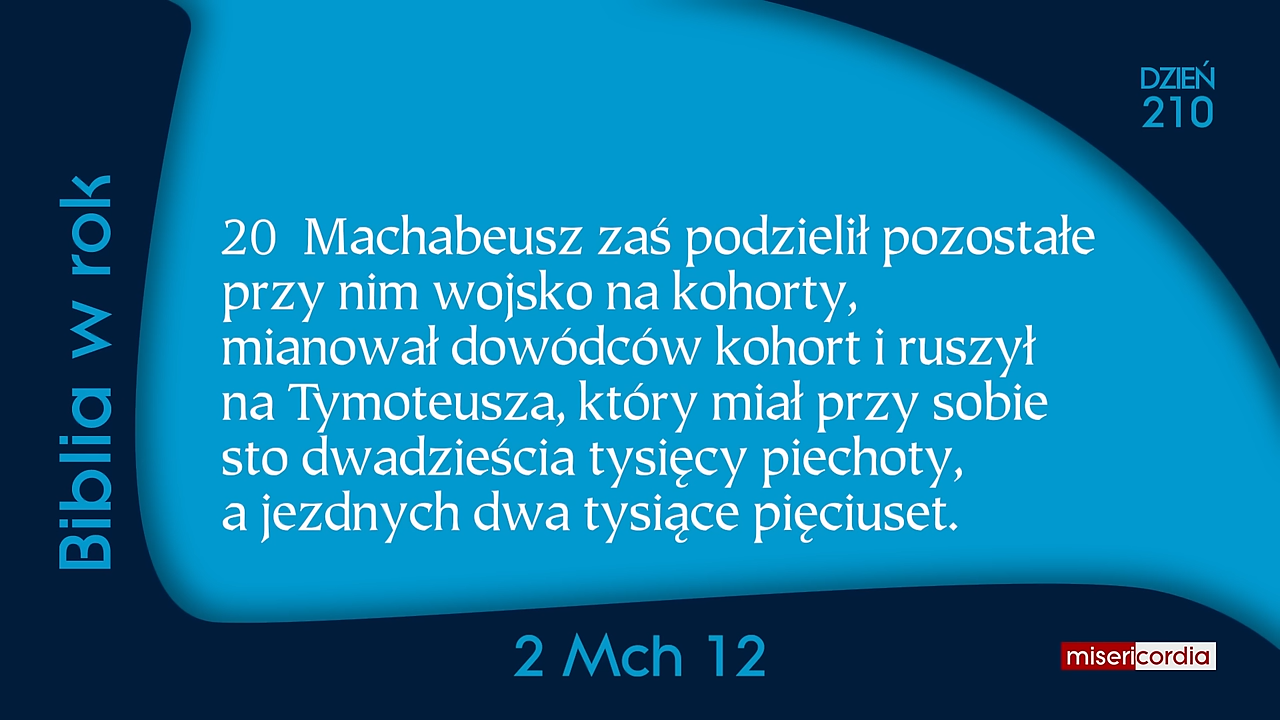 DZIEŃ
210
Biblia w rok
20 Machabeusz zaś podzielił pozostałe
przy nim wojsko na kohorty,
mianował dowódców kohort i ruszył
na Tymoteusza, który miał przy sobie
sto dwadzieścia tysięcy piechoty,
a jezdnych dwa tysiące pięciuset.
2 Mch 12
misericordia